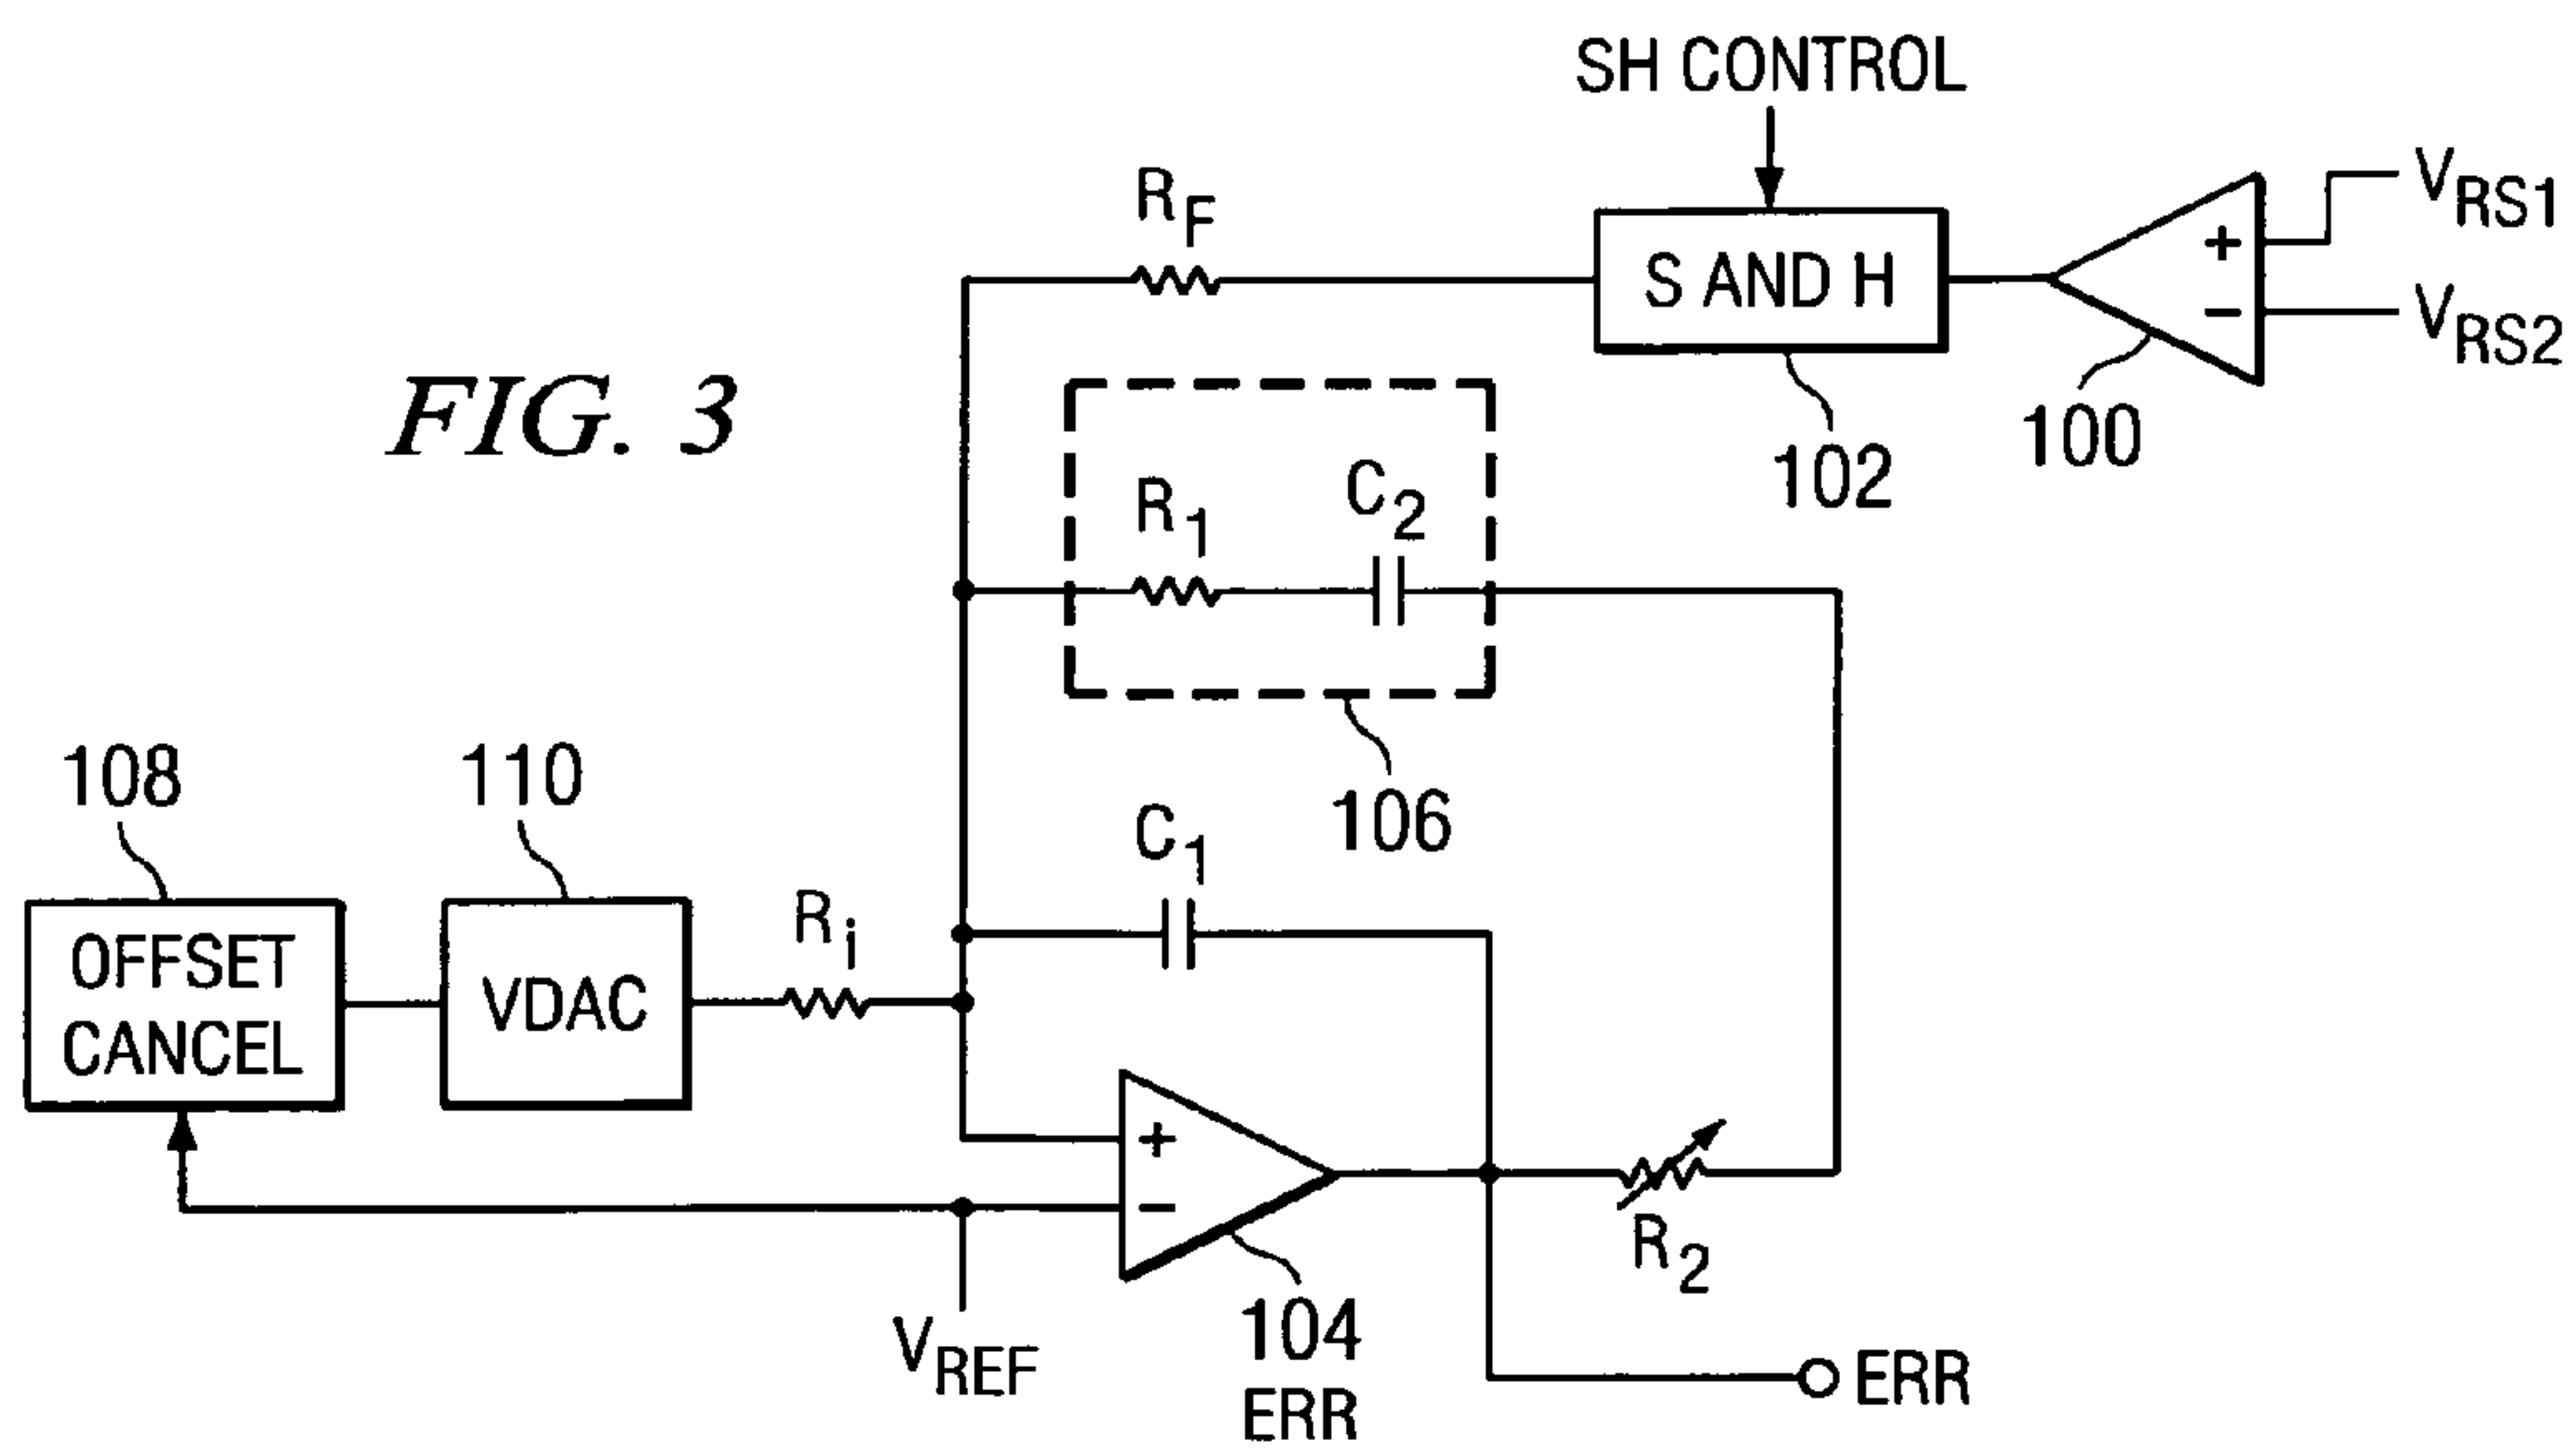 SH CONTROL
V_RS1
R_F
S AND H
+
−
V_RS2
FIG. 3
100
102
R_1
C_2
106
108
110
C_1
R_i
OFFSET
CANCEL
VDAC
+
−
R_2
V_REF
104
ERR
ERR